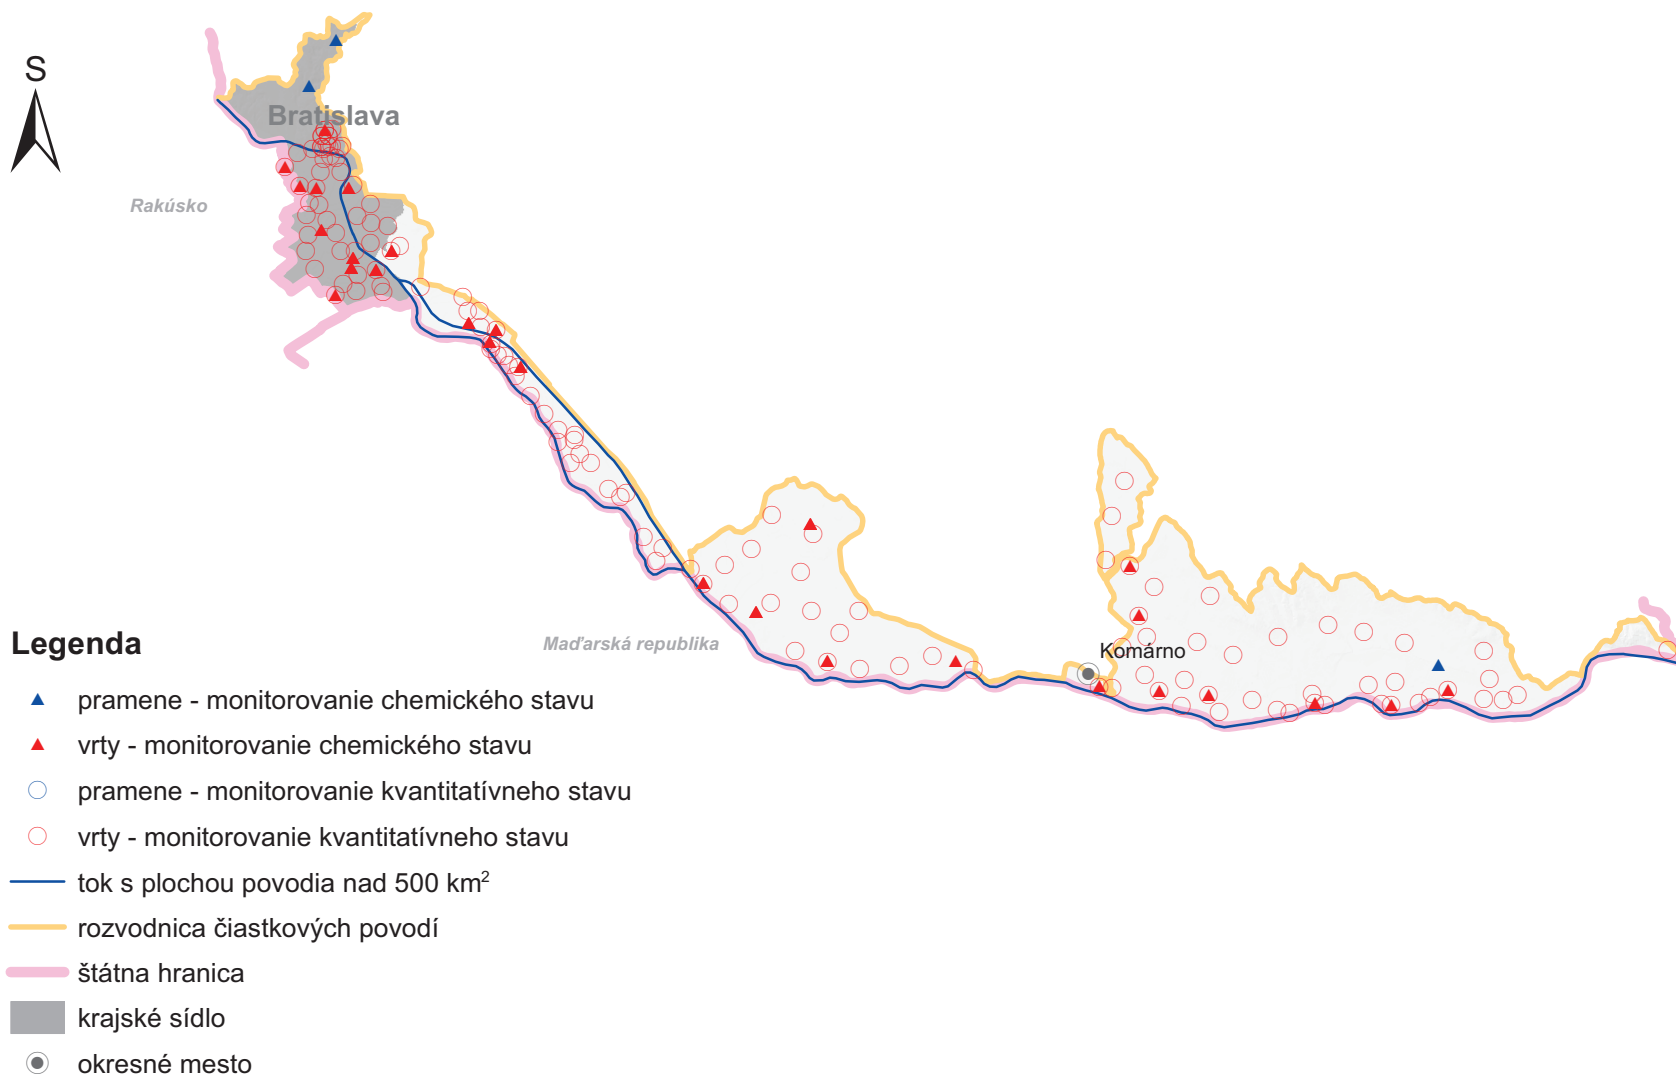 S
Bratislava
Rakúsko
Maďarská republika
Komárno
Legenda
pramene - monitorovanie chemického stavu
vrty - monitorovanie chemického stavu
pramene - monitorovanie kvantitatívneho stavu
vrty - monitorovanie kvantitatívneho stavu
tok s plochou povodia nad 500 km²
rozvodnica čiastkových povodí
štátna hranica
krajské sídlo
okresné mesto